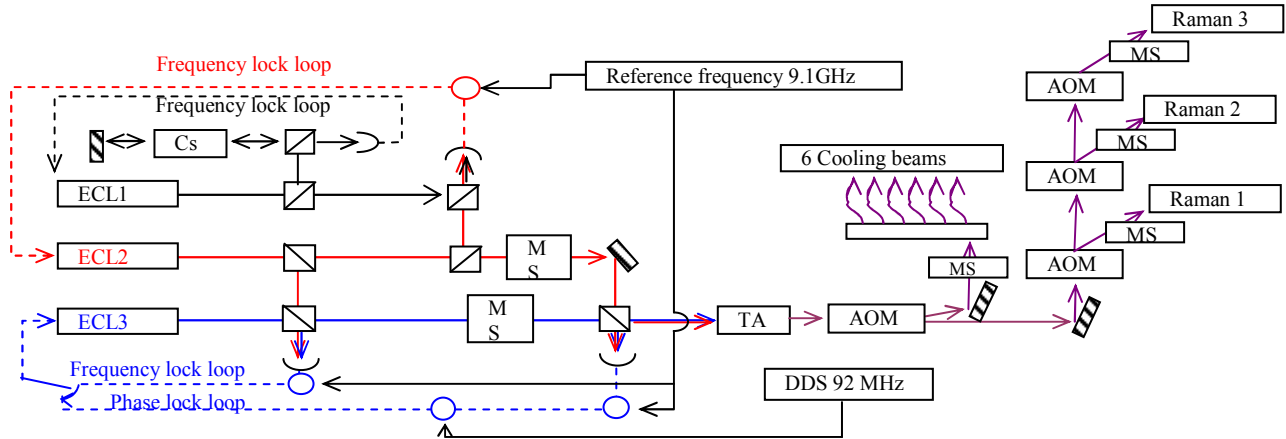 Raman 3
MS
Frequency lock loop
Reference frequency 9.1GHz
AOM
Frequency lock loop
Raman 2
Cs
MS
6 Cooling beams
AOM
ECL1
Raman 1
MS
ECL2
M
S
MS
AOM
ECL3
M
S
TA
AOM
Frequency lock loop
DDS 92 MHz
Phase lock loop